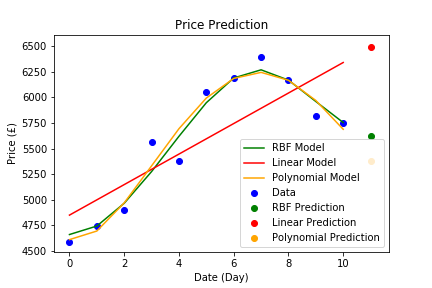 Price Prediction
Price (£)
6500
6250
6000
5750
5500
5250
5000
4750
4500
0
2
4
6
8
10
Date (Day)
RBF Model
Linear Model
Polynomial Model
Data
RBF Prediction
Linear Prediction
Polynomial Prediction